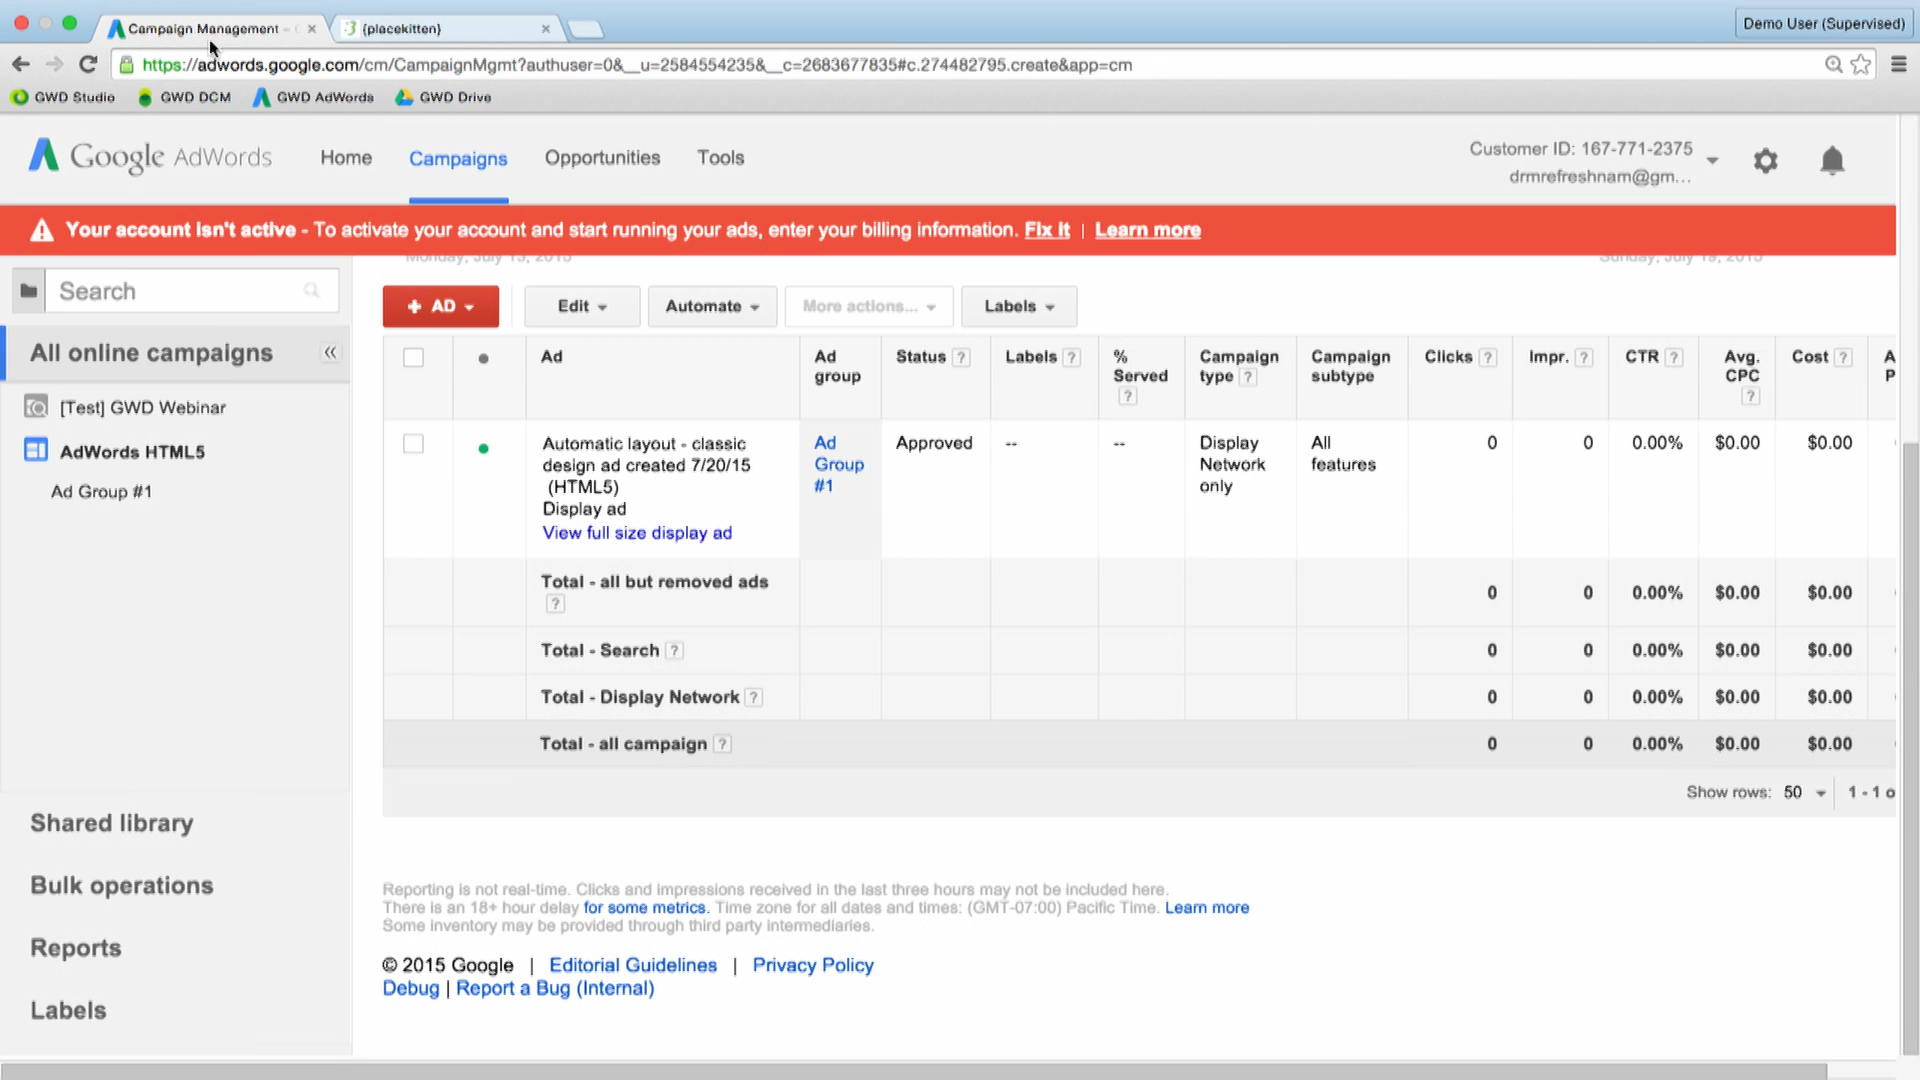 Campaign Management -
{placekitten}
Demo User (Supervised)
https://adwords.google.com/cm/CampaignMgmt?authuser=0&__u=2584554235&__c=2683677835#c.274482795.create&app=cm
GWD Studio
GWD DCM
GWD AdWords
GWD Drive
Google AdWords
Home
Campaigns
Opportunities
Tools
Customer ID: 167-771-2375
drmrefreshnam@gm...
Your account isn't active - To activate your account and start running your ads, enter your billing information. Fix it | Learn more
Monday, July 13, 2015
Sunday, July 19, 2015
Search
+ AD
Edit
Automate
More actions...
Labels
All online campaigns «
[Test] GWD Webinar
AdWords HTML5
Ad Group #1
Ad
Ad group
Status ?
Labels ?
% Served ?
Campaign type ?
Campaign subtype
Clicks ?
Impr. ?
CTR ?
Avg. CPC ?
Cost ?
A
P
Automatic layout - classic
design ad created 7/20/15
(HTML5)
Display ad
View full size display ad
Ad
Group
#1
Approved
--
--
Display
Network
only
All
features
0
0
0.00%
$0.00
$0.00
Total - all but removed ads ? 0 0 0.00% $0.00 $0.00
Total - Search ? 0 0 0.00% $0.00 $0.00
Total - Display Network ? 0 0 0.00% $0.00 $0.00
Total - all campaign ? 0 0 0.00% $0.00 $0.00
Show rows: 50
1 - 1 o
Shared library
Bulk operations
Reports
Labels
Reporting is not real-time. Clicks and impressions received in the last three hours may not be included here.
There is an 18+ hour delay for some metrics. Time zone for all dates and times: (GMT-07:00) Pacific Time. Learn more
Some inventory may be provided through third party intermediaries.
© 2015 Google | Editorial Guidelines | Privacy Policy
Debug | Report a Bug (Internal)